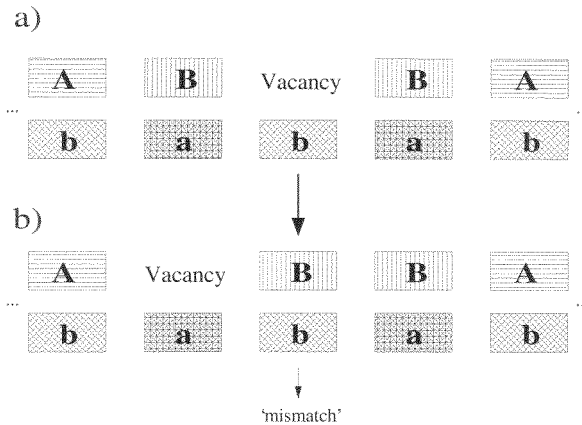 a)
A B Vacancy B A
...
b a b a b
b)
A Vacancy B B A
...
b a b a b
'mismatch'